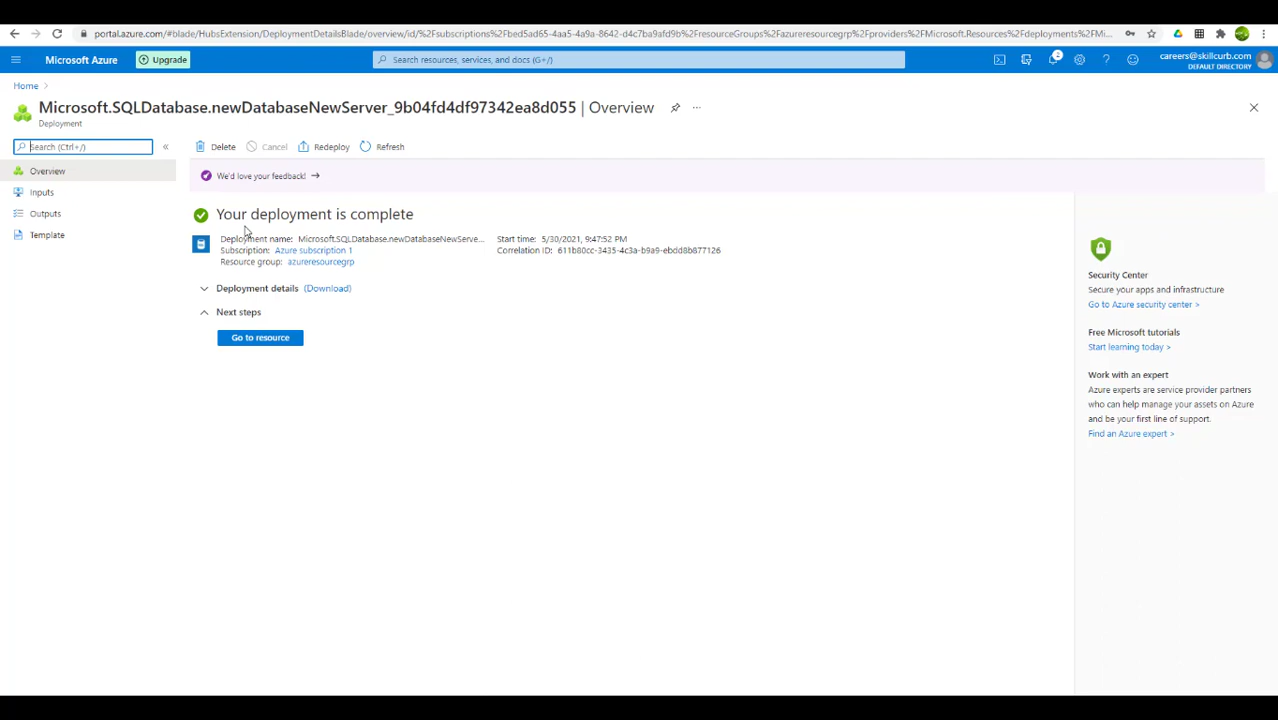 portal.azure.com/#blade/HubsExtension/DeploymentDetailsBlade/overview/id/%2Fsubscriptions%2Fbed5ad65-4aa5-4a9a-8642-d4c7ba9afd9b%2FresourceGroups%2Fazureresourcegrp%2Fproviders%2FMicrosoft.Resources%2Fdeployments%2FMi...
Microsoft Azure
Upgrade
Search resources, services, and docs (G+/)
2
careers@skillcurb.com
DEFAULT DIRECTORY
Home >
Microsoft.SQLDatabase.newDatabaseNewServer_9b04fd4df97342ea8d075 | Overview
Deployment
Search (Ctrl+/)
Delete
Cancel
Redeploy
Refresh
Overview
Inputs
Outputs
Template
We'd love your feedback!
Your deployment is complete
Deployment name: Microsoft.SQLDatabase.newDatabaseNewServe...
Subscription: Azure subscription 1
Resource group: azureresourcegrp
Start time: 5/30/2021, 9:47:52 PM
Correlation ID: 611b80cc-3435-4c3a-b9a9-ebdd8b877126
Deployment details (Download)
Next steps
Go to resource
Security Center
Secure your apps and infrastructure
Go to Azure security center >
Free Microsoft tutorials
Start learning today >
Work with an expert
Azure experts are service provider partners
who can help manage your assets on Azure
and be your first line of support.
Find an Azure expert >